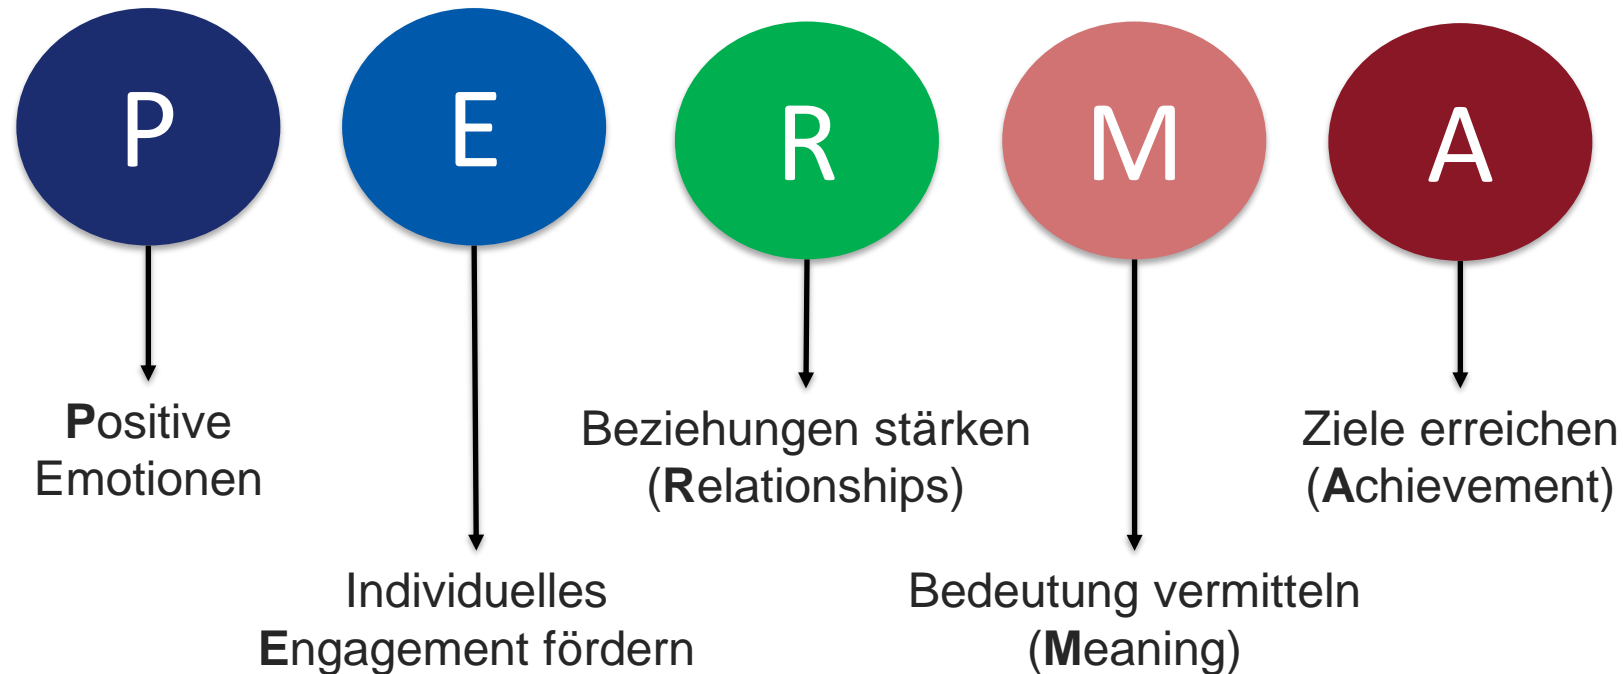 P
E
R
M
A
Positive
Emotionen
Individuelles
Engagement fördern
Beziehungen stärken
(Relationships)
Bedeutung vermitteln
(Meaning)
Ziele erreichen
(Achievement)